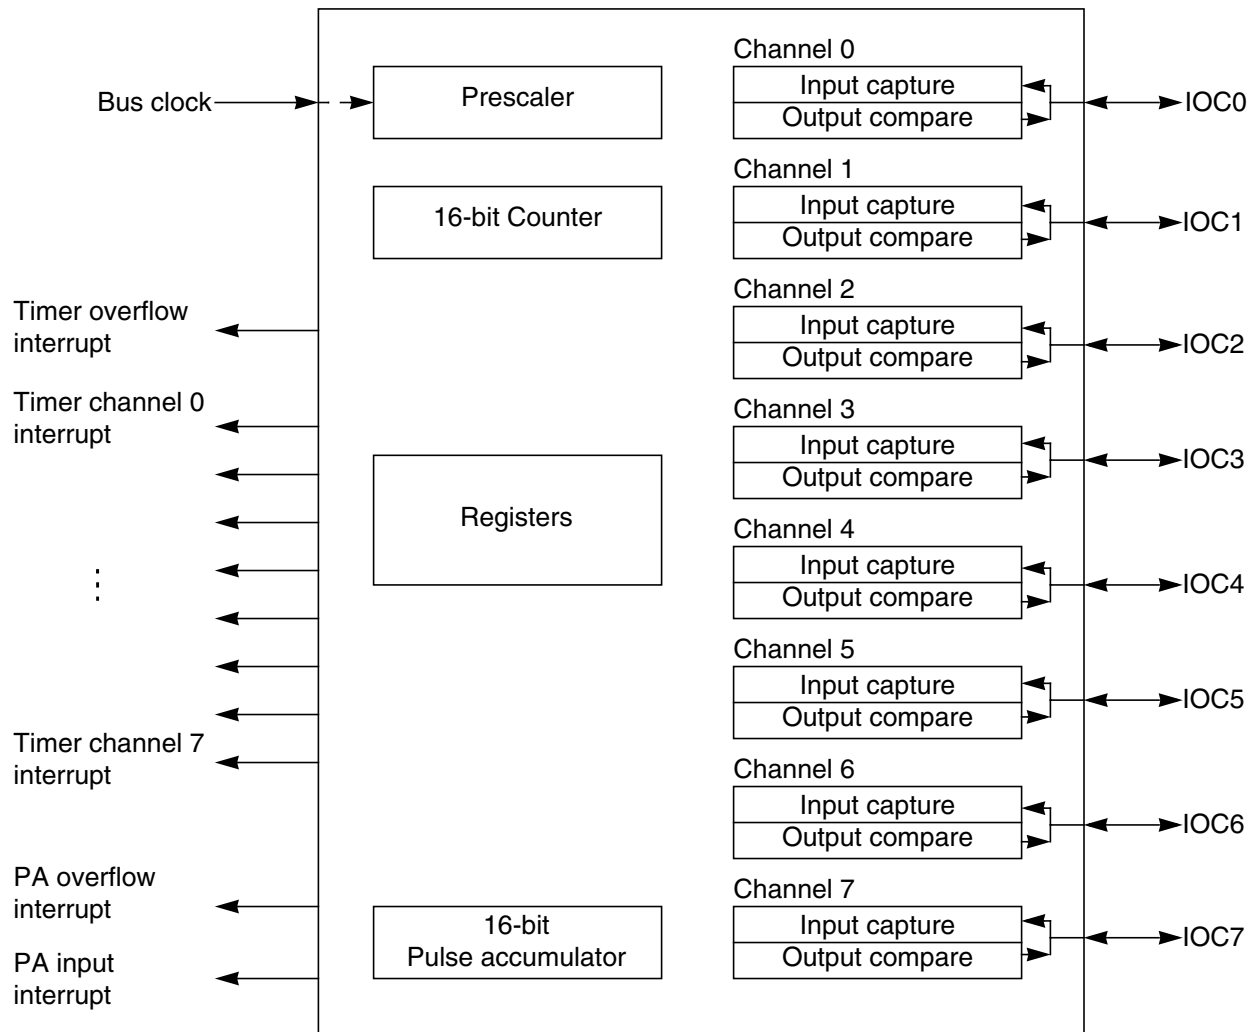 Bus clock
Prescaler
16-bit Counter
Timer overflow
interrupt
Timer channel 0
interrupt
Registers
Timer channel 7
interrupt
PA overflow
interrupt
16-bit
Pulse accumulator
PA input
interrupt
Channel 0
Input capture
Output compare
IOC0
Channel 1
Input capture
Output compare
IOC1
Channel 2
Input capture
Output compare
IOC2
Channel 3
Input capture
Output compare
IOC3
Channel 4
Input capture
Output compare
IOC4
Channel 5
Input capture
Output compare
IOC5
Channel 6
Input capture
Output compare
IOC6
Channel 7
Input capture
Output compare
IOC7